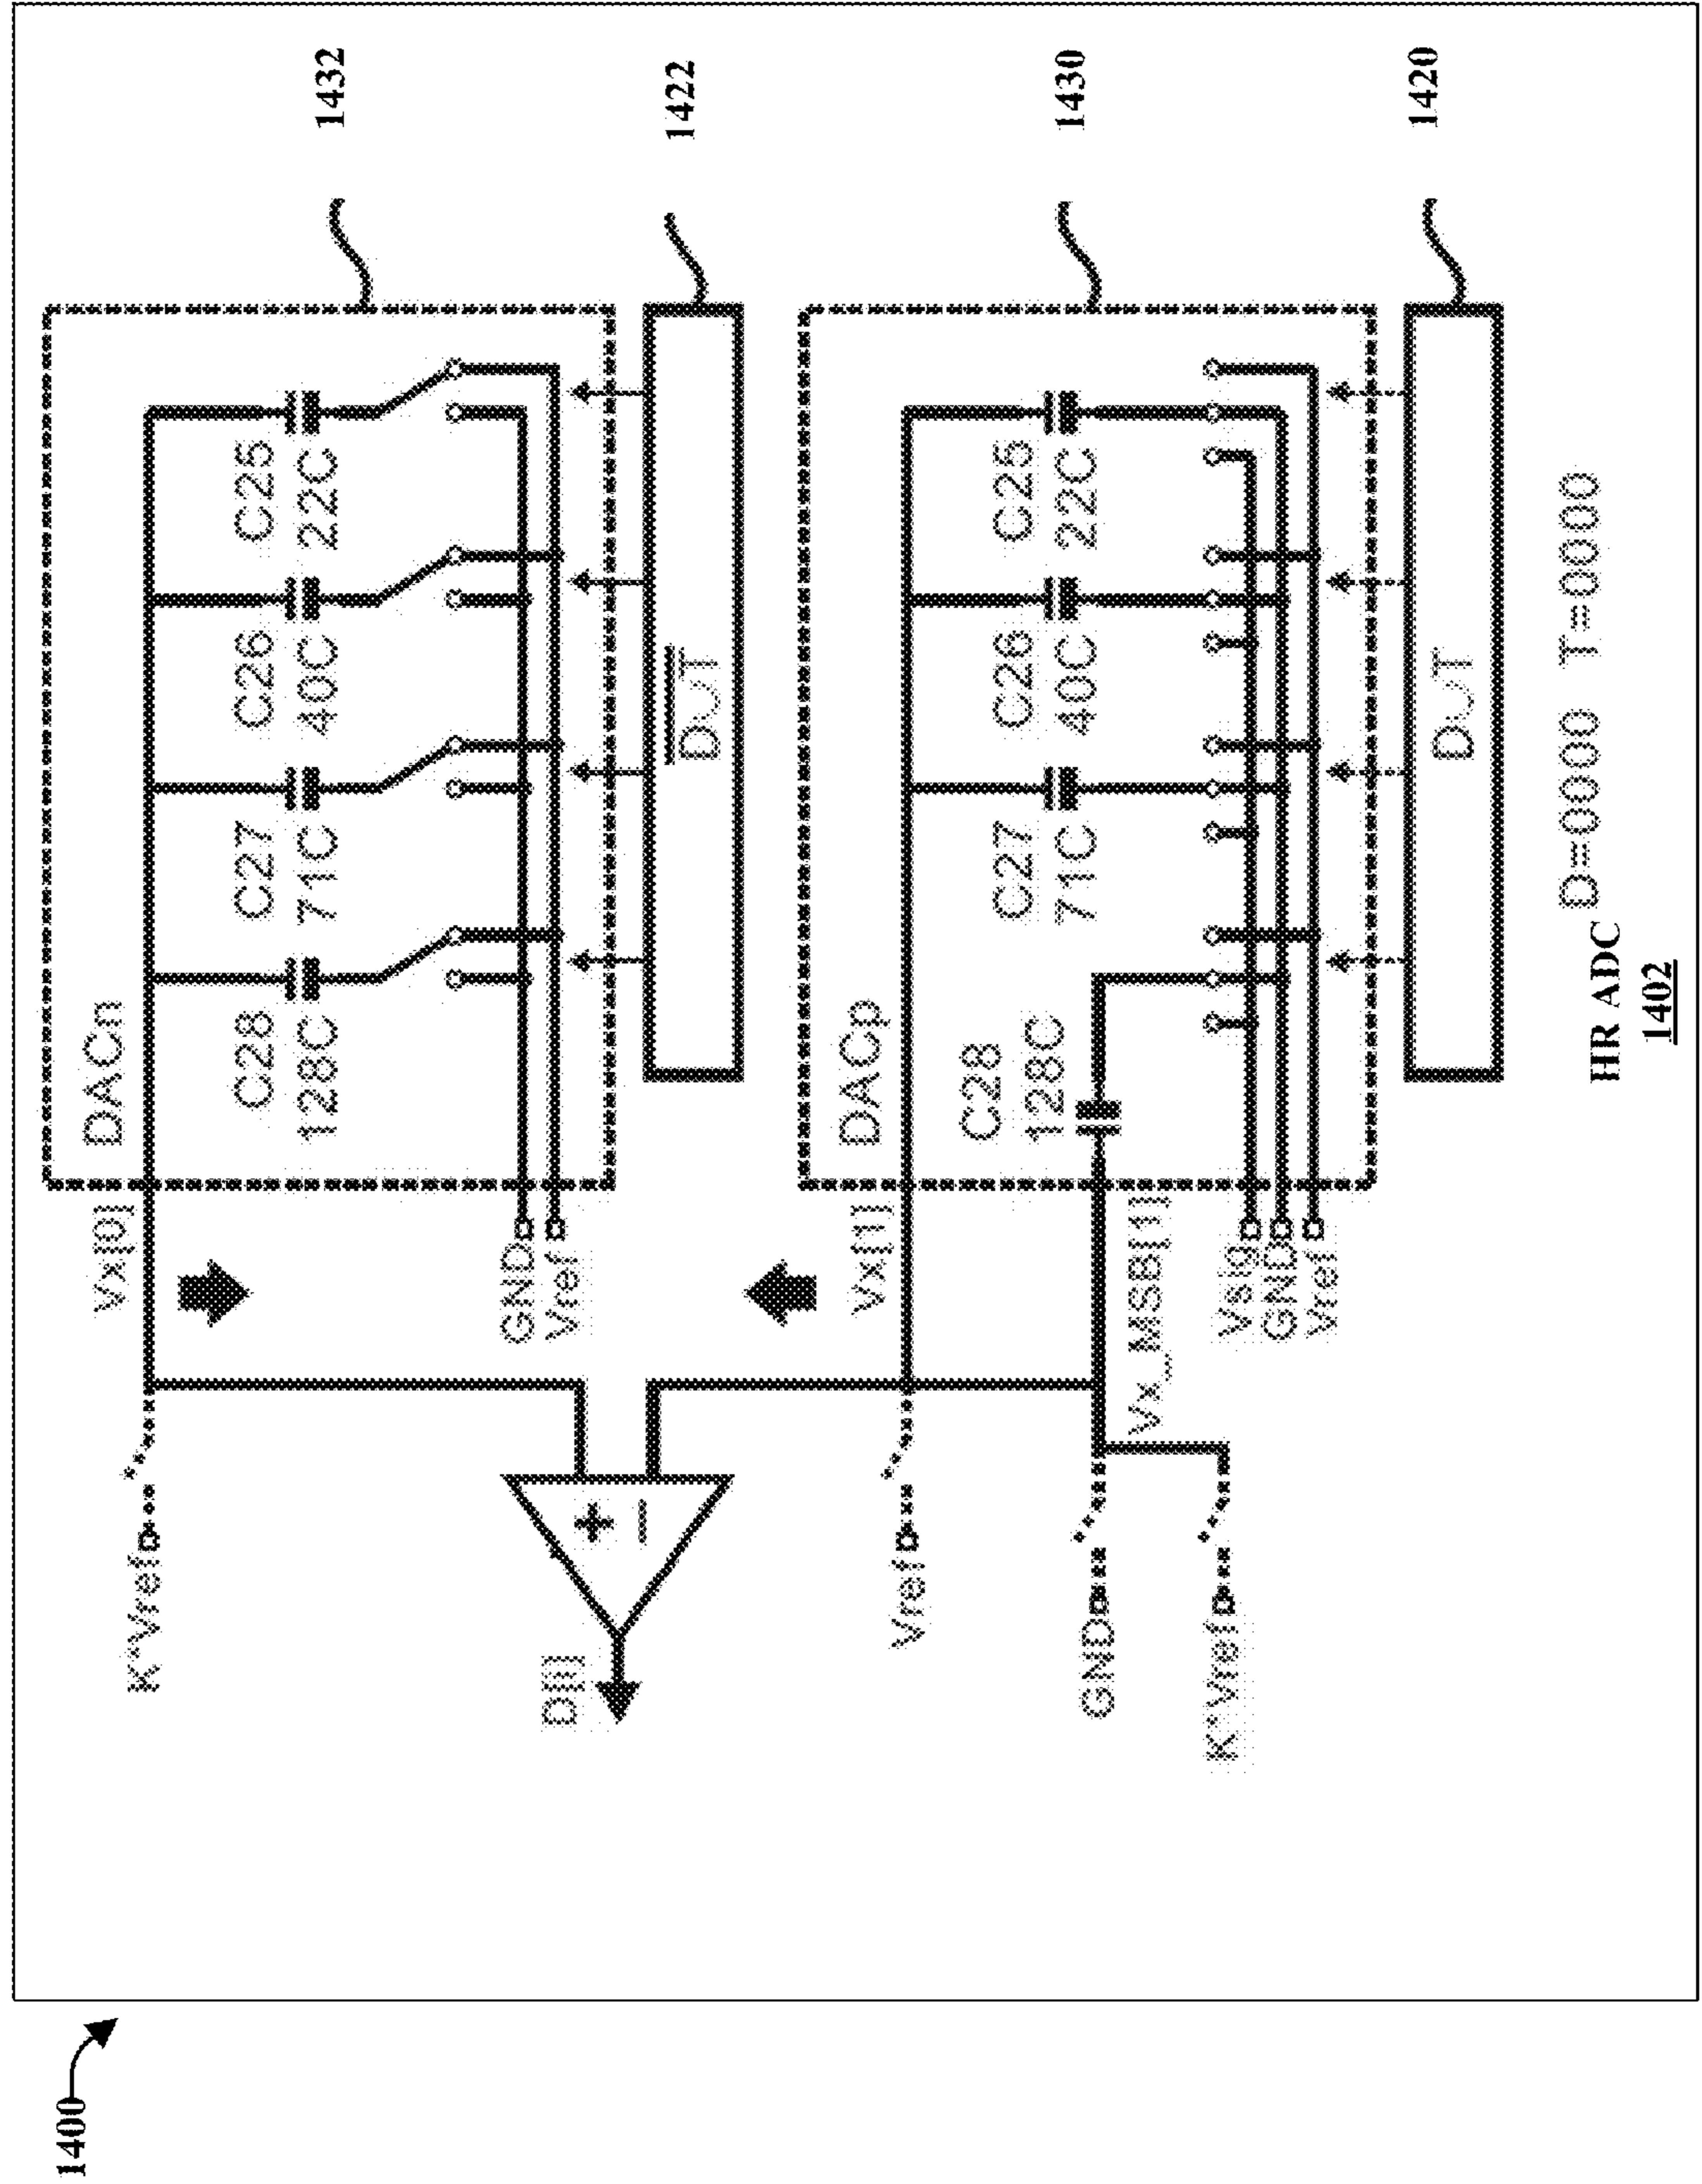 1400
1432
1422
1430
1420
DACn
Vx[0]
C28
128C
C27
71C
C26
40C
C25
22C
GND
Vref
K*Vref
D[i]
+
−
DACp
Vx[1]
C28
128C
C27
71C
C26
40C
C25
22C
Vref
Vx_MSB[1]
Vsig
GND
Vref
GND
K*Vref
D=0000 T=0000
HR ADC
1402